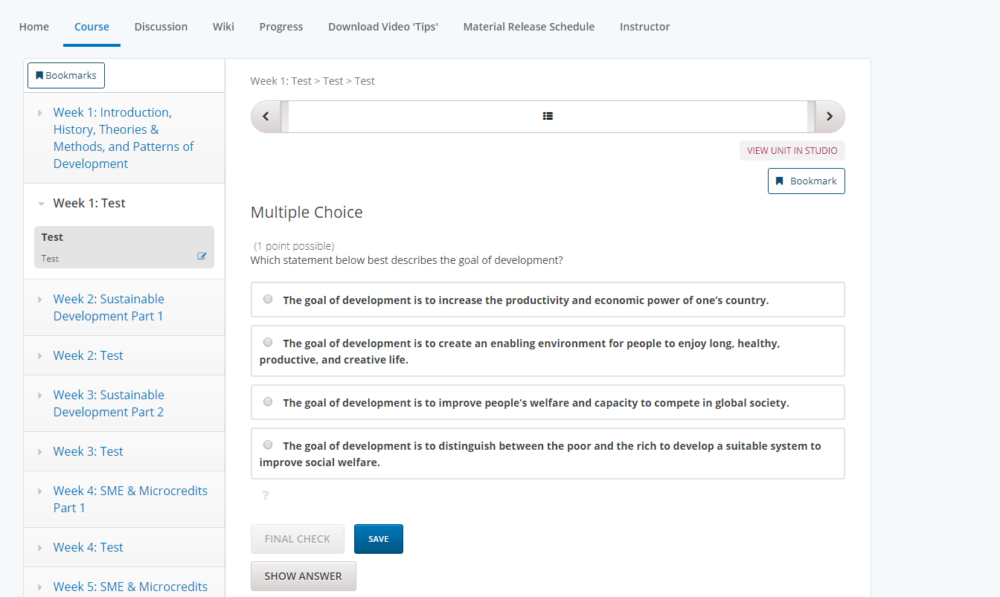 Home Course Discussion Wiki Progress Download Video 'Tips' Material Release Schedule Instructor
Bookmarks
Week 1: Introduction,
History, Theories &
Methods, and Patterns of
Development
Week 1: Test
Test
Test
Week 2: Sustainable
Development Part 1
Week 2: Test
Week 3: Sustainable
Development Part 2
Week 3: Test
Week 4: SME & Microcredits
Part 1
Week 4: Test
Week 5: SME & Microcredits
Week 1: Test > Test > Test
VIEW UNIT IN STUDIO
Bookmark
Multiple Choice
(1 point possible)
Which statement below best describes the goal of development?
The goal of development is to increase the productivity and economic power of one’s country.
The goal of development is to create an enabling environment for people to enjoy long, healthy,
productive, and creative life.
The goal of development is to improve people’s welfare and capacity to compete in global society.
The goal of development is to distinguish between the poor and the rich to develop a suitable system to
improve social welfare.
?
FINAL CHECK SAVE
SHOW ANSWER